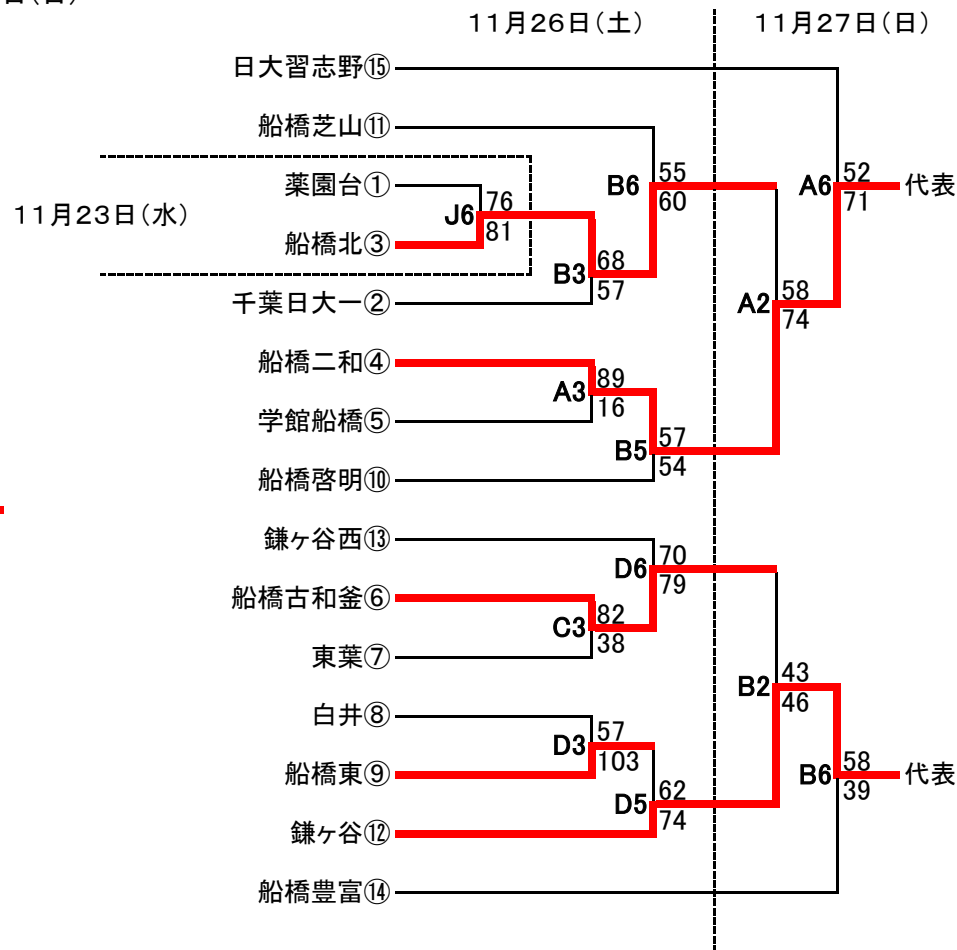 日(日)
11月26日(土) 11月27日(日)
日大習志野⑮
船橋芝山⑪
薬園台① B6 55 A6 52 代表
11月23日(水) J6 76 60 71
81
船橋北③
B3 68
57
千葉日大一② A2 58
74
船橋二和④
A3 89
16
学館船橋⑤
B5 57
54
船橋啓明⑩
鎌ヶ谷西⑬
D6 70
79
船橋古和釜⑥
C3 82
38
東葉⑦
B2 43
46
白井⑧
D3 57
103
船橋東⑨ B6 58 代表
39
D5 62
74
鎌ヶ谷⑫
船橋豊富⑭